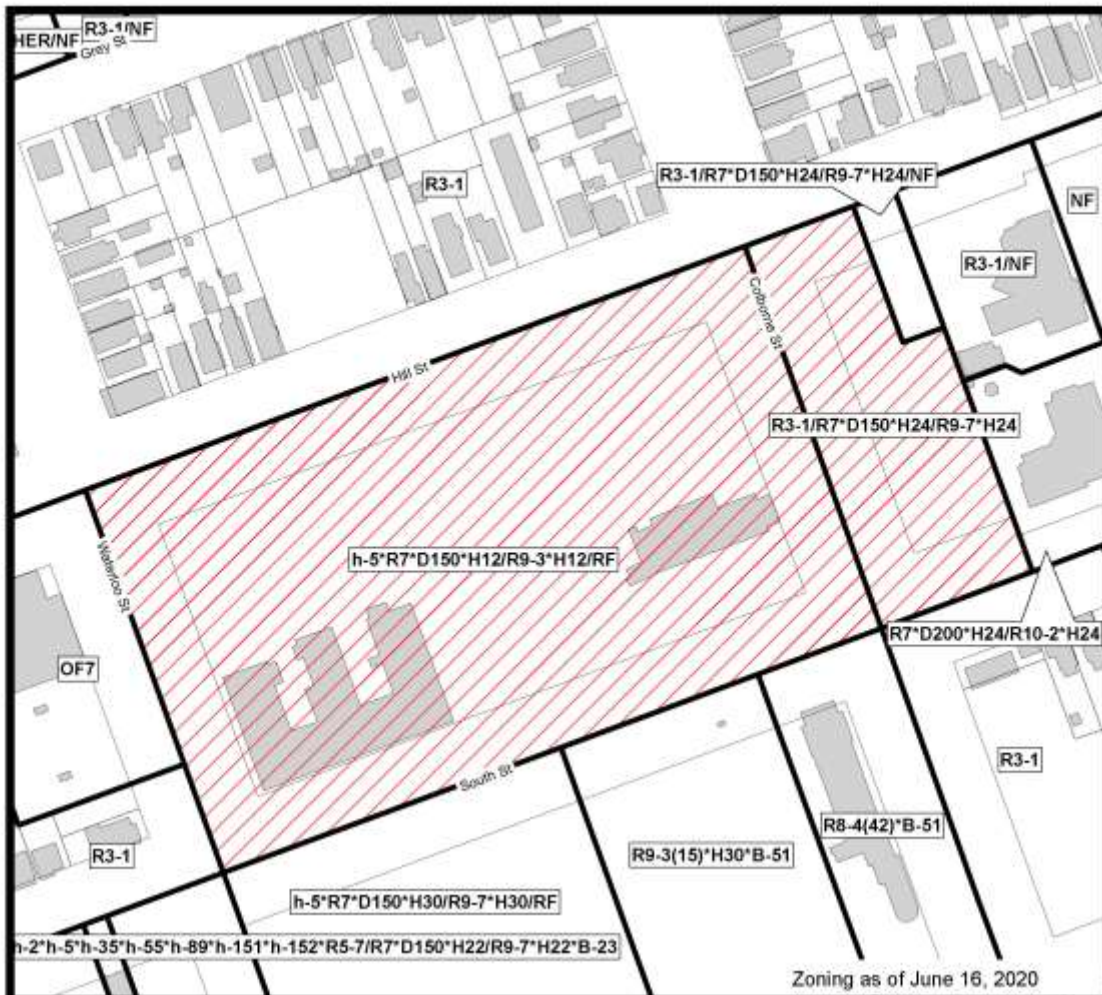 HER/NF
R3-1/NF
Grey St
R3-1
R3-1/R7*D150*H24/R9-7*H24/NF
NF
R3-1/NF
Colborne St
Hill St
R3-1/R7*D150*H24/R9-7*H24
Waterloo St
h-5*R7*D150*H12/R9-3*H12/RF
R7*D200*H24/R10-2*H24
OF7
South St
R3-1
R8-4(42)*B-51
R3-1
R9-3(15)*H30*B-51
h-5*R7*D150*H30/R9-7*H30/RF
h-2*h-5*h-35*h-55*h-89*h-151*h-152*R5-7/R7*D150*H22/R9-7*H22*B-23
Zoning as of June 16, 2020